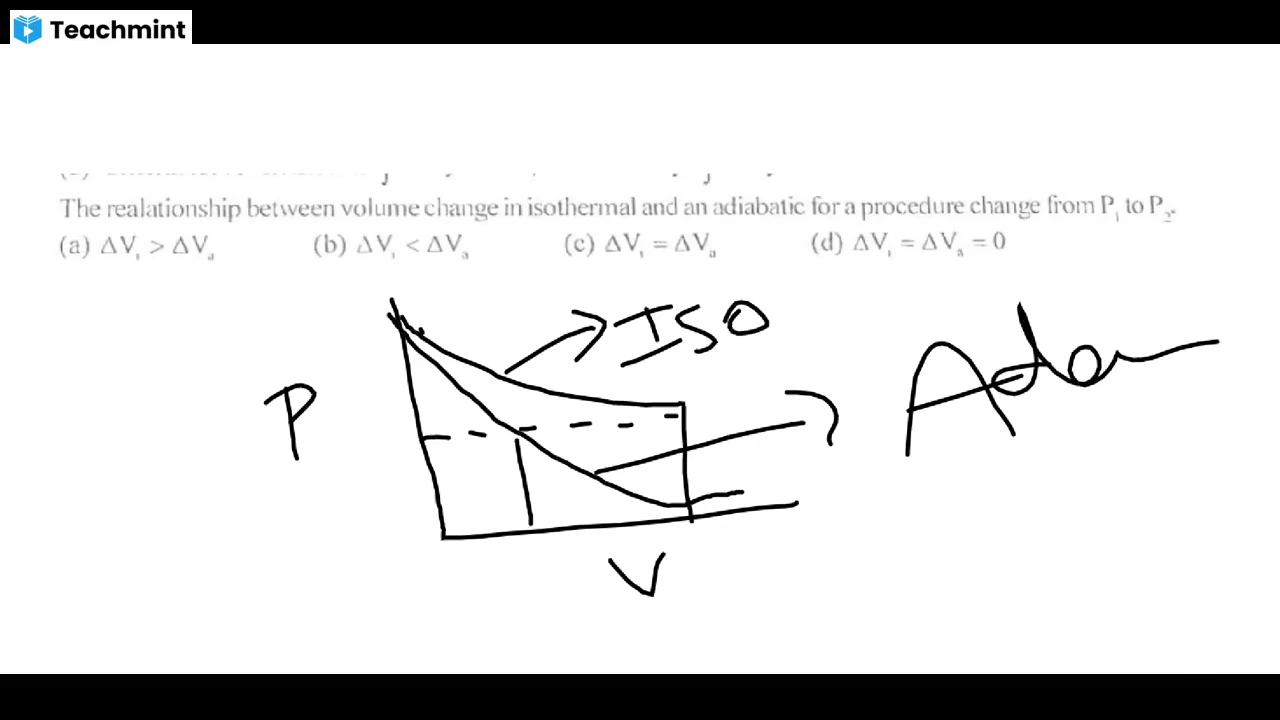 Teachmint
The realationship between volume change in isothermal and an adiabatic for a procedure change from P₁ to P₂.
(a) ΔVᵢ > ΔVₐ (b) ΔVᵢ < ΔVₐ (c) ΔVᵢ = ΔVₐ (d) ΔVᵢ = ΔVₐ = 0
ISO
P
V